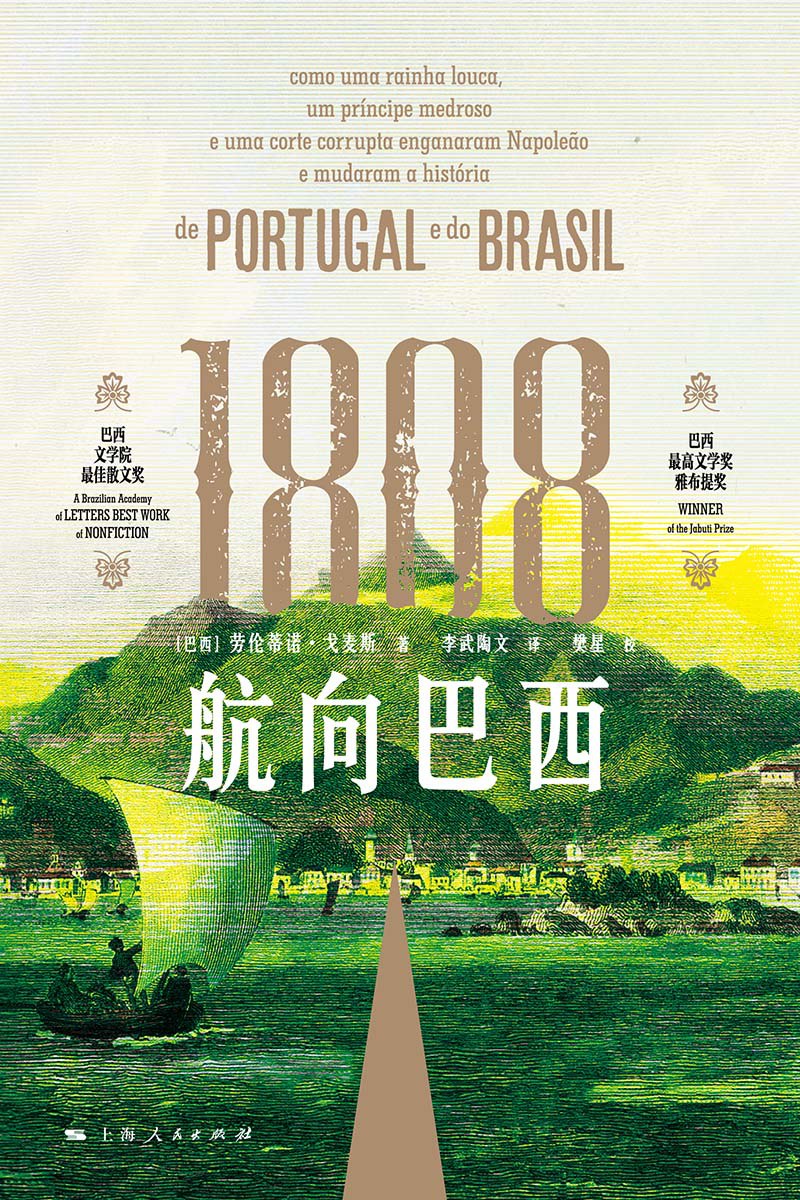 como uma rainha louca,
um príncipe medroso
e uma corte corrupta enganaram Napoleão
e mudaram a história
de PORTUGAL e do BRASIL
1808
巴西
文学院
最佳散文奖
A Brazilian Academy
of LETTERS BEST WORK
of NONFICTION
巴西
最高文学奖
雅布提奖
WINNER
of the Jabuti Prize
[巴西] 劳伦蒂诺·戈麦斯 著 李武陶文 译 樊星 校
航向巴西
上海人民出版社